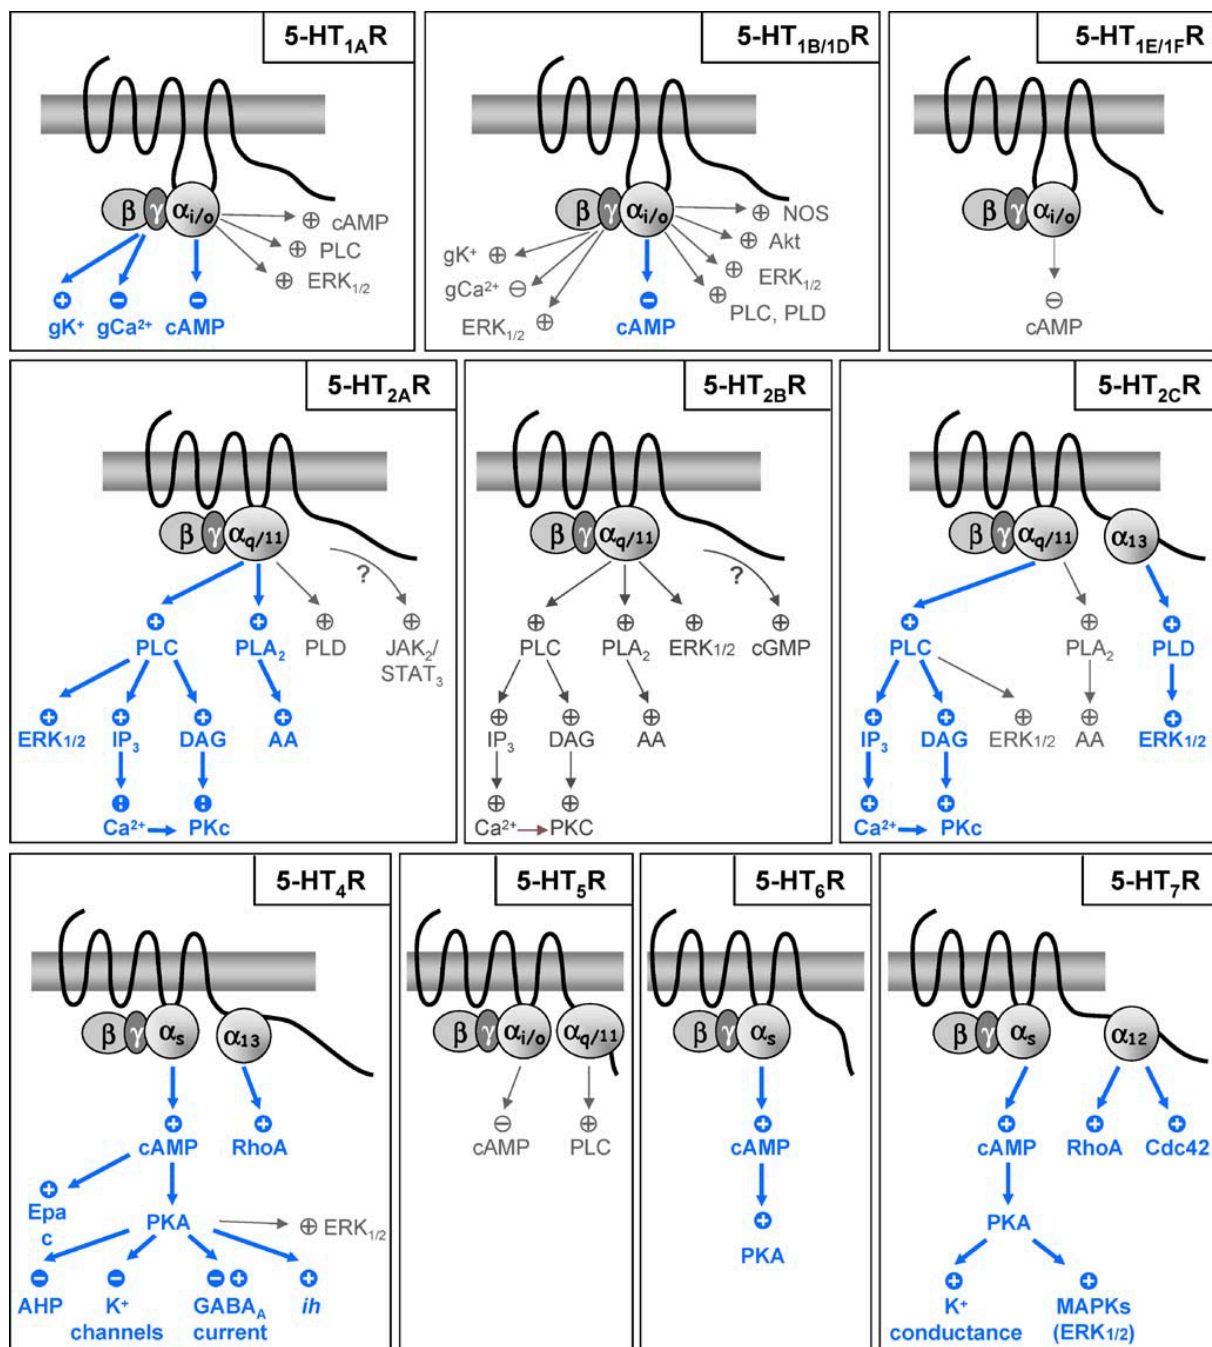 5-HT1AR
β γ αi/o
cAMP
PLC
ERK1/2
gK⁺ gCa²⁺ cAMP
5-HT1B/1DR
β γ αi/o
NOS
Akt
ERK1/2
PLC, PLD
gK⁺
gCa²⁺
ERK1/2
cAMP
5-HT1E/1FR
β γ αi/o
cAMP
5-HT2AR
β γ αq/11
?
PLC PLA2 PLD JAK2/
STAT3
ERK1/2 IP3 DAG AA
Ca²⁺ PKc
5-HT2BR
β γ αq/11
?
PLC PLA2 ERK1/2 cGMP
IP3 DAG AA
Ca²⁺ PKC
5-HT2CR
β γ αq/11 α13
PLC PLA2 PLD
IP3 DAG ERK1/2 AA ERK1/2
Ca²⁺ PKc
5-HT4R
β γ αs α13
cAMP RhoA
Epa
c
PKA ERK1/2
AHP K⁺
channels
GABAA
current
ih
5-HT5R
β γ αi/o αq/11
cAMP PLC
5-HT6R
β γ αs
cAMP
PKA
5-HT7R
β γ αs α12
cAMP RhoA Cdc42
PKA
K⁺
conductance
MAPKs
(ERK1/2)